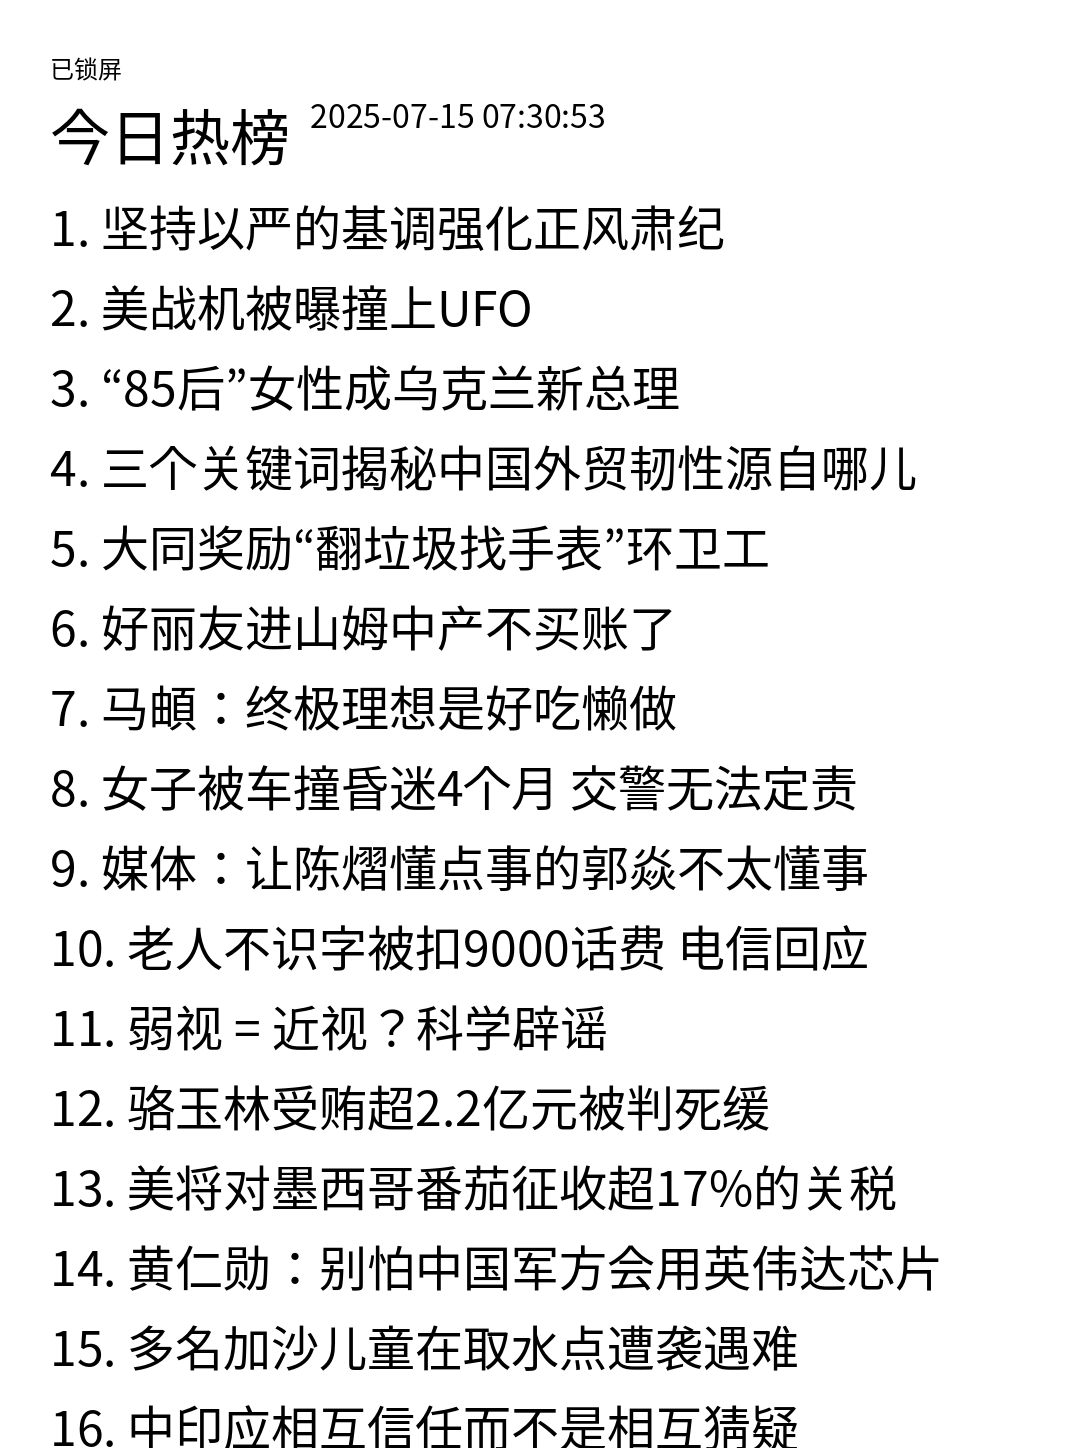 已锁屏
今日热榜 2025-07-15 07:30:53
1. 坚持以严的基调强化正风肃纪
2. 美战机被曝撞上UFO
3. “85后”女性成乌克兰新总理
4. 三个关键词揭秘中国外贸韧性源自哪儿
5. 大同奖励“翻垃圾找手表”环卫工
6. 好丽友进山姆中产不买账了
7. 马頔：终极理想是好吃懒做
8. 女子被车撞昏迷4个月 交警无法定责
9. 媒体：让陈熠懂点事的郭焱不太懂事
10. 老人不识字被扣9000话费 电信回应
11. 弱视 = 近视？科学辟谣
12. 骆玉林受贿超2.2亿元被判死缓
13. 美将对墨西哥番茄征收超17%的关税
14. 黄仁勋：别怕中国军方会用英伟达芯片
15. 多名加沙儿童在取水点遭袭遇难
16. 中印应相互信任而不是相互猜疑